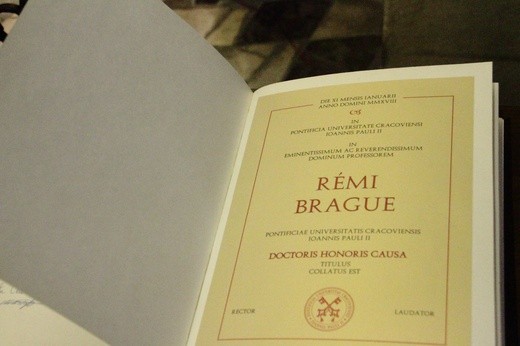 DIE XI MENSIS IANUARII
ANNO DOMINI MMXVIII
IN
PONTIFICIA UNIVERSITATE CRACOVIENSI
IOANNIS PAULI II
IN
EMINENTISSIMUM AC REVERENDISSIMUM
DOMINUM PROFESSOREM
RÉMI
BRAGUE
PONTIFICIAE UNIVERSITATIS CRACOVIENSIS
IOANNIS PAULI II
DOCTORIS HONORIS CAUSA
TITULUS
COLLATUS EST
RECTOR
LAUDATOR